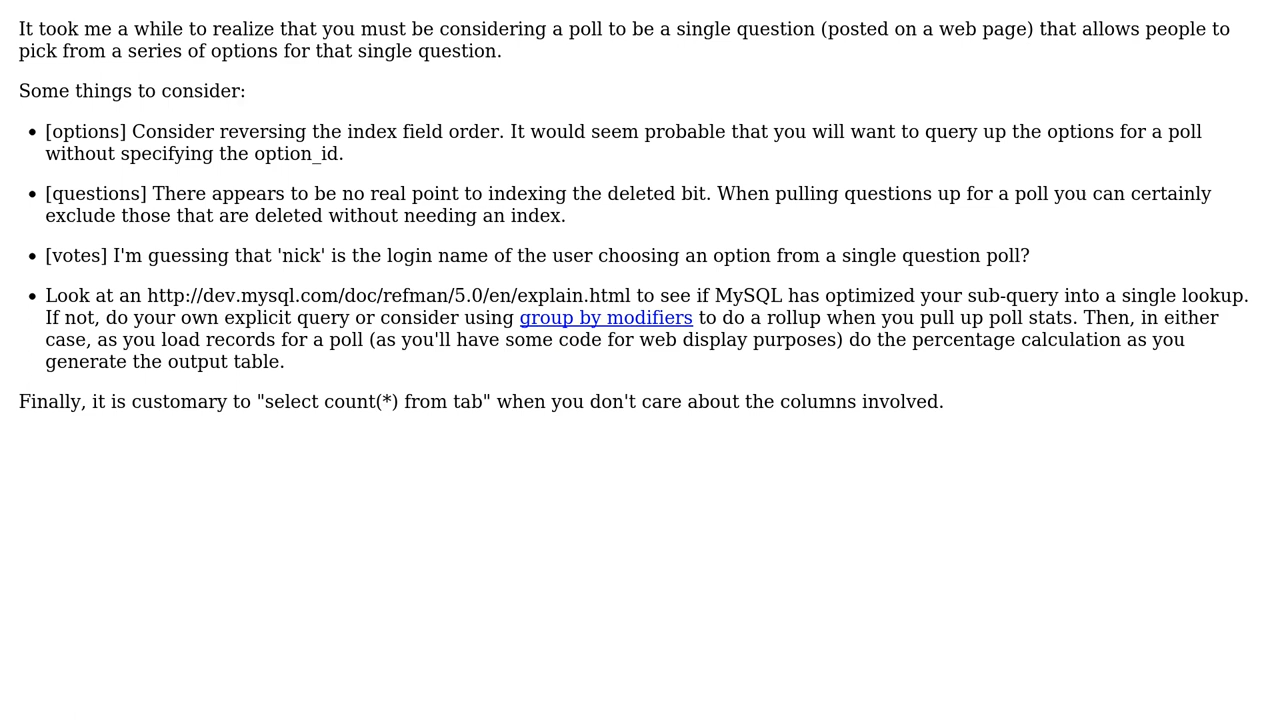 It took me a while to realize that you must be considering a poll to be a single question (posted on a web page) that allows people to
pick from a series of options for that single question.
Some things to consider:
• [options] Consider reversing the index field order. It would seem probable that you will want to query up the options for a poll
without specifying the option_id.
• [questions] There appears to be no real point to indexing the deleted bit. When pulling questions up for a poll you can certainly
exclude those that are deleted without needing an index.
• [votes] I'm guessing that 'nick' is the login name of the user choosing an option from a single question poll?
• Look at an http://dev.mysql.com/doc/refman/5.0/en/explain.html to see if MySQL has optimized your sub-query into a single lookup.
If not, do your own explicit query or consider using group by modifiers to do a rollup when you pull up poll stats. Then, in either
case, as you load records for a poll (as you'll have some code for web display purposes) do the percentage calculation as you
generate the output table.
Finally, it is customary to "select count(*) from tab" when you don't care about the columns involved.